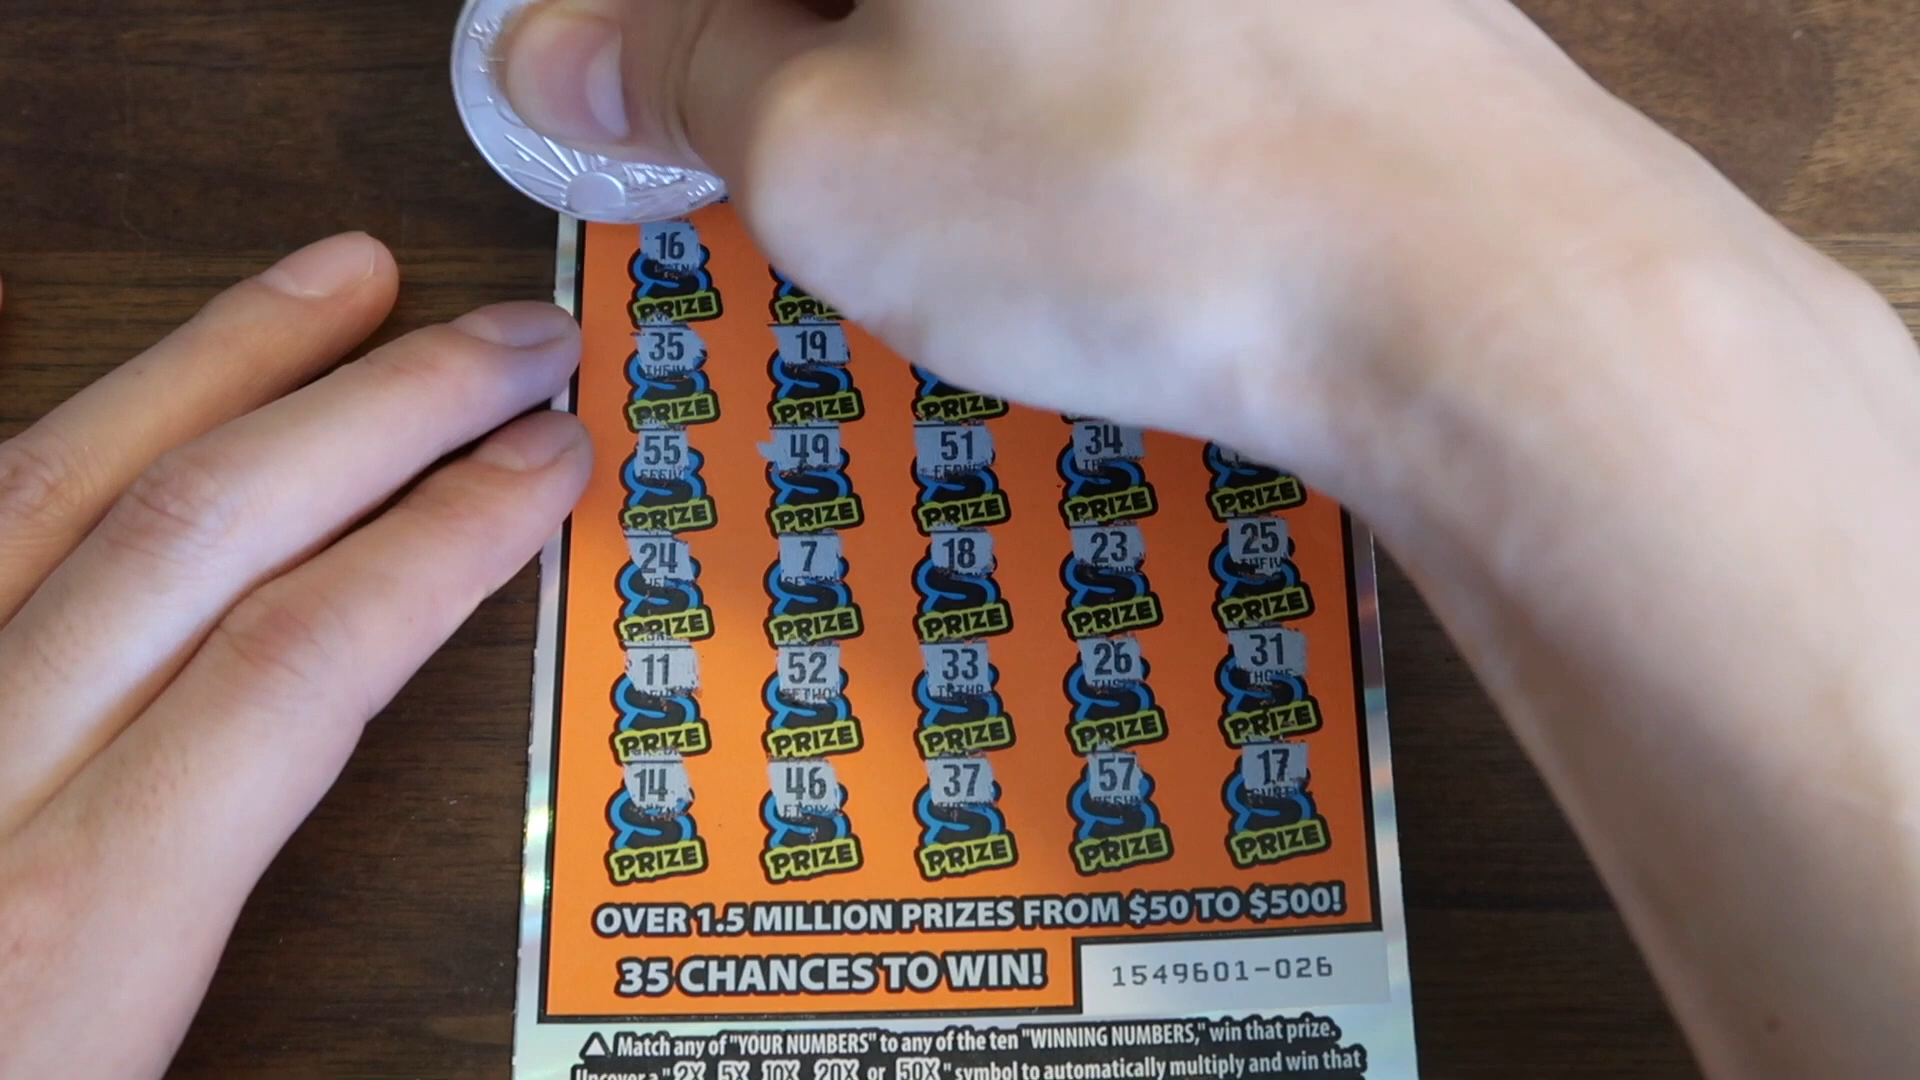 16
PRIZE PRIZE
35 19
PRIZE PRIZE PRIZE
55 49 51 34
PRIZE PRIZE PRIZE PRIZE PRIZE
24 7 18 23 25
PRIZE PRIZE PRIZE PRIZE PRIZE
11 52 33 26 31
PRIZE PRIZE PRIZE PRIZE PRIZE
14 46 37 57 17
PRIZE PRIZE PRIZE PRIZE PRIZE
OVER 1.5 MILLION PRIZES FROM $50 TO $500!
35 CHANCES TO WIN!
1549601-026
Match any of "YOUR NUMBERS" to any of the ten "WINNING NUMBERS," win that prize.
Uncover a "2X, 5X, 10X, 20X or 50X" symbol to automatically multiply and win that